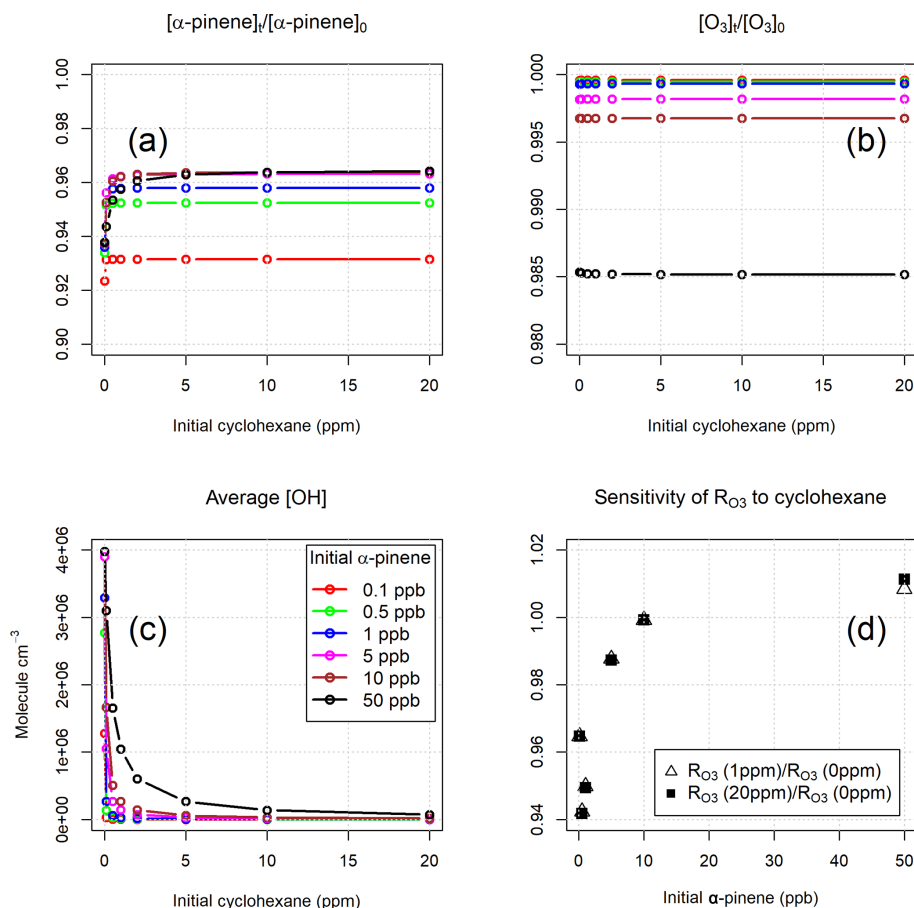 [α-pinene]t/[α-pinene]0
1.00
0.98
0.96
0.94
0.92
0.90
(a)
0 5 10 15 20
Initial cyclohexane (ppm)
[O3]t/[O3]0
1.000
0.995
0.990
0.985
0.980
(b)
0 5 10 15 20
Initial cyclohexane (ppm)
Average [OH]
Molecule cm−3
4e+06
3e+06
2e+06
1e+06
0e+00
(c)
Initial α-pinene
0.1 ppb
0.5 ppb
1 ppb
5 ppb
10 ppb
50 ppb
0 5 10 15 20
Initial cyclohexane (ppm)
Sensitivity of RO3 to cyclohexane
1.02
1.00
0.98
0.96
0.94
(d)
RO3 (1ppm)/RO3 (0ppm)
RO3 (20ppm)/RO3 (0ppm)
0 10 20 30 40 50
Initial α-pinene (ppb)